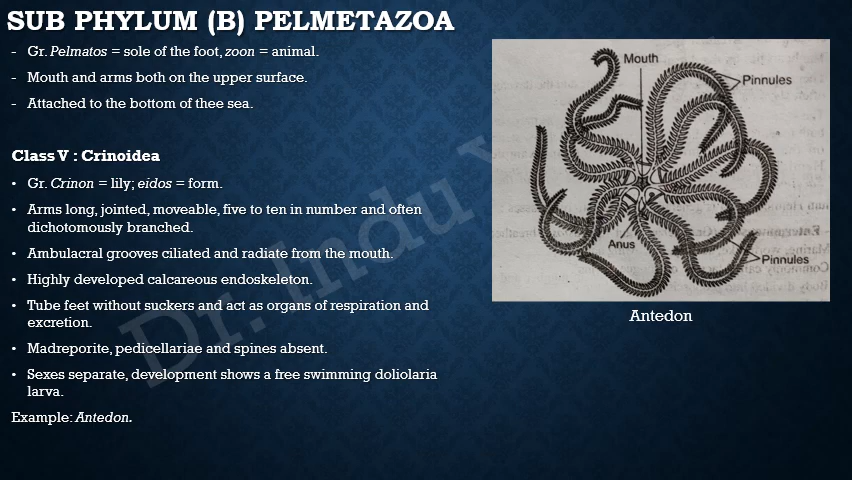 SUB PHYLUM (B) PELMETAZOA
- Gr. Pelmatos = sole of the foot, zoon = animal.
- Mouth and arms both on the upper surface.
- Attached to the bottom of thee sea.
Class V : Crinoidea
• Gr. Crinon = lily; eidos = form.
• Arms long, jointed, moveable, five to ten in number and often
dichotomously branched.
• Ambulacral grooves ciliated and radiate from the mouth.
• Highly developed calcareous endoskeleton.
• Tube feet without suckers and act as organs of respiration and
excretion.
• Madreporite, pedicellariae and spines absent.
• Sexes separate, development shows a free swimming doliolaria
larva.
Example: Antedon.
Mouth
Pinnules
Anus
Pinnules
Antedon
Dr. Indu